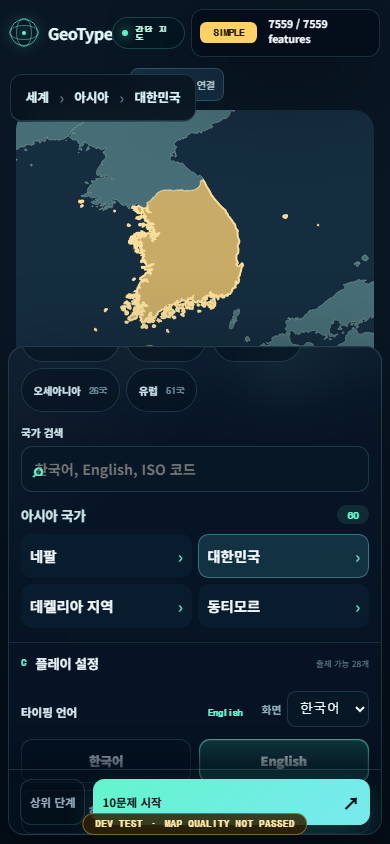 GeoType
간단 지도
SIMPLE
7559 / 7559 features
연결
세계 › 아시아 › 대한민국
오세아니아 26국
유럽 51국
국가 검색
한국어, English, ISO 코드
아시아 국가
60
네팔 ›
대한민국 ›
데켈리아 지역 ›
동티모르 ›
C 플레이 설정
출제 가능 28개
타이핑 언어
English
화면
한국어
한국어
English
상위 단계
10문제 시작 ↗
DEV TEST · MAP QUALITY NOT PASSED